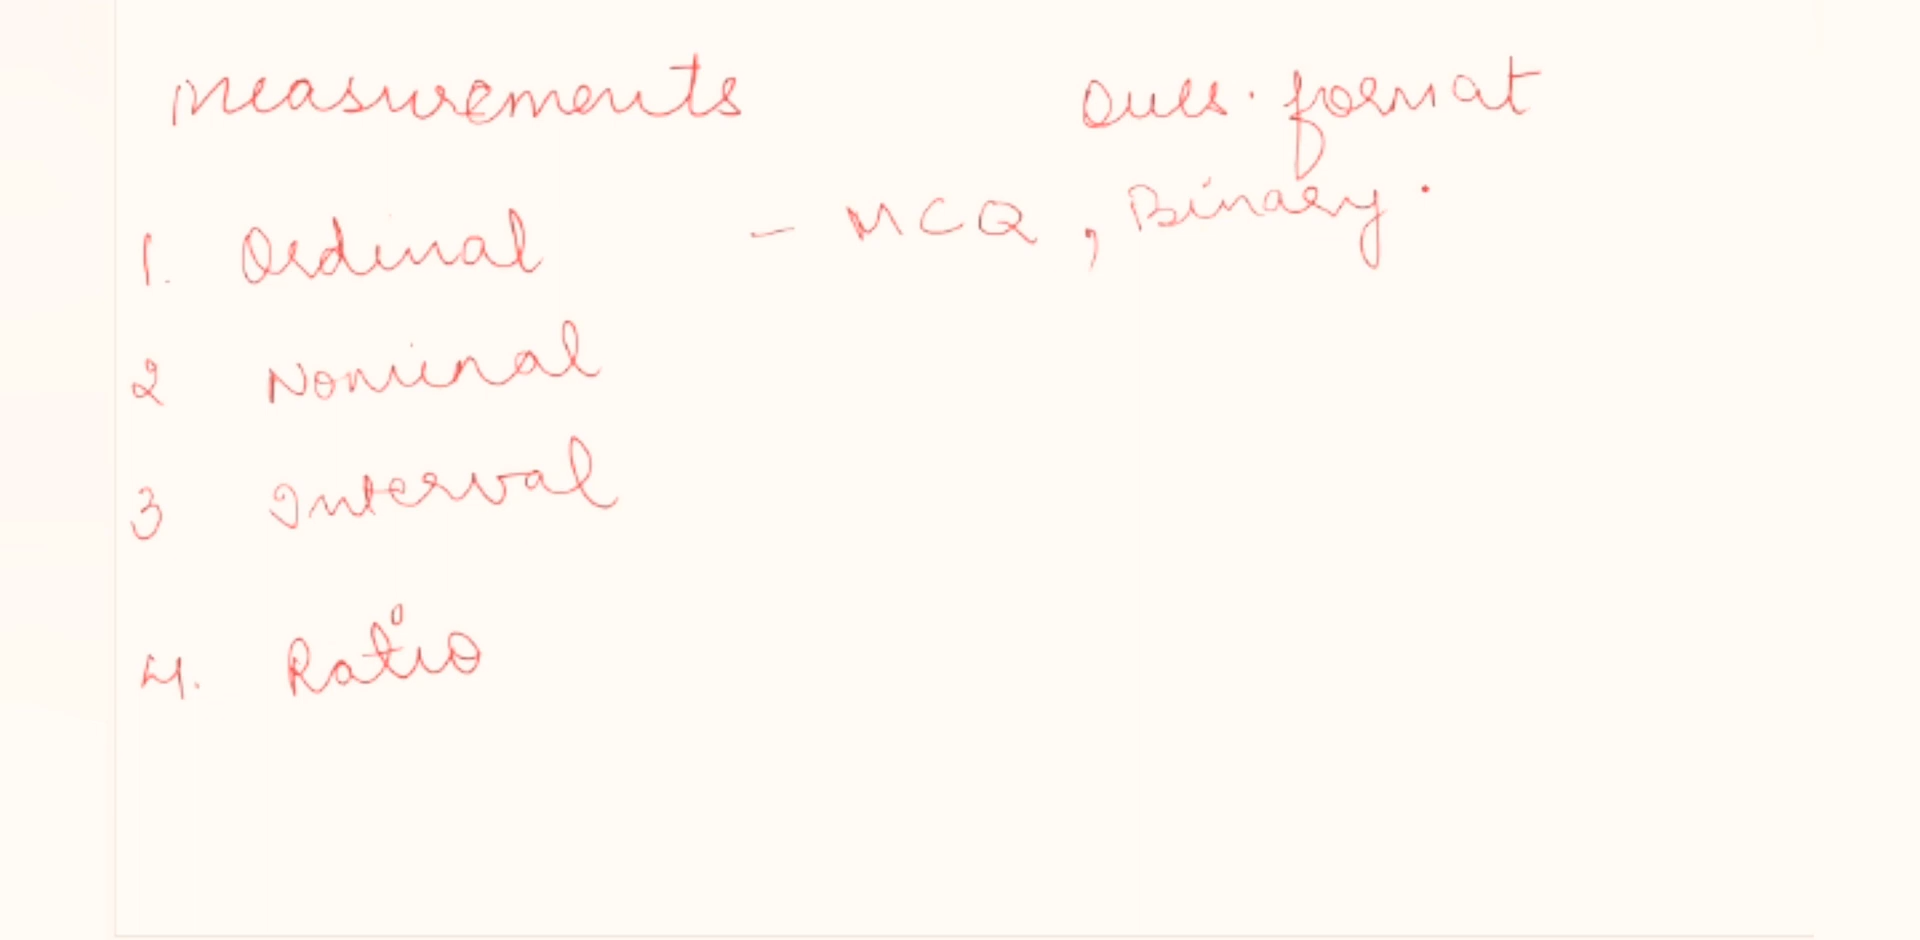 Measurements Ques. format
1. Ordinal - MCQ, Binary.
2 Nominal
3 Interval
4. Ratio